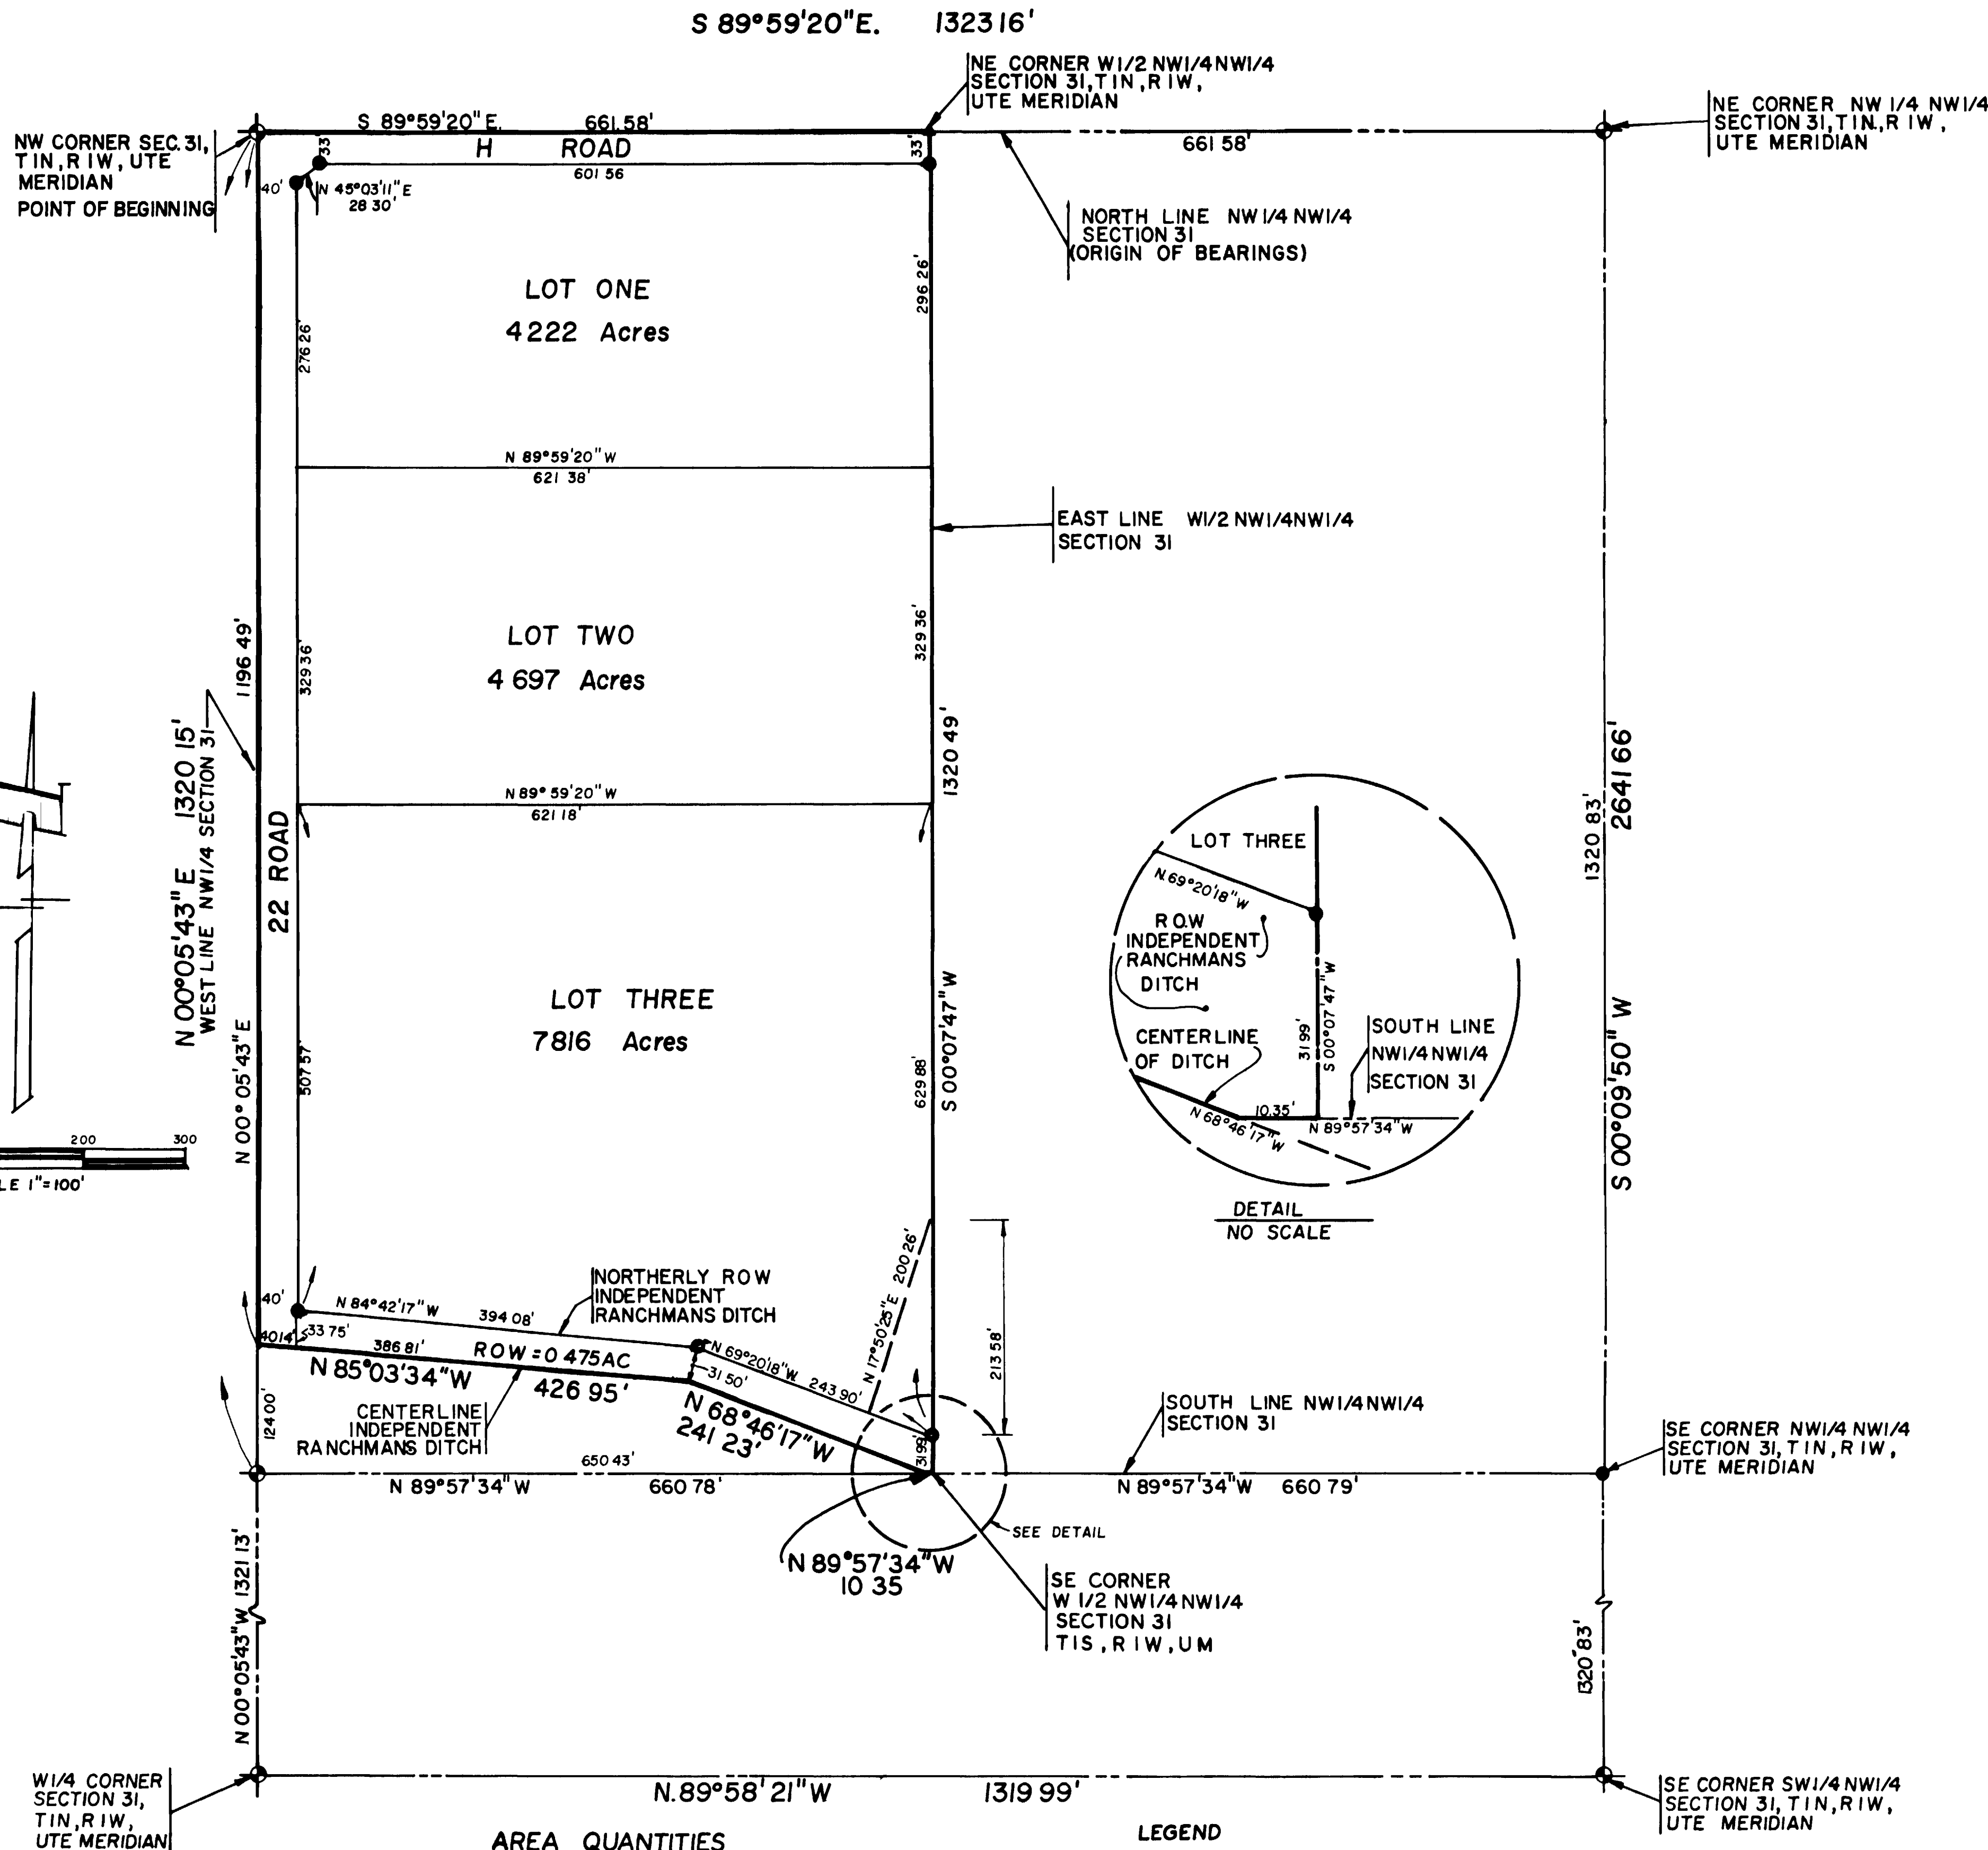 S 89°59'20"E. 132316'
NE CORNER W1/2 NW1/4NW1/4
SECTION 31,T1N,R1W,
UTE MERIDIAN
NE CORNER NW 1/4 NW1/4
SECTION 31,T1N.,R1W,
UTE MERIDIAN
NW CORNER SEC. 31,
T1N,R1W, UTE
MERIDIAN
POINT OF BEGINNING
S 89°59'20"E. 661.58'
H ROAD
33'
601 56
33'
661 58'
40'
N 45°03'11"E
28 30'
NORTH LINE NW1/4 NW1/4
SECTION 31
(ORIGIN OF BEARINGS)
LOT ONE
4 222 Acres
276 26'
296 26'
N 89°59'20"W
621 38'
EAST LINE W1/2 NW1/4NW1/4
SECTION 31
LOT TWO
4 697 Acres
1196 49'
329 36'
329 36'
N 00°05'43"E 1320 15'
WEST LINE NW1/4 SECTION 31
22 ROAD
1320 49'
N 89°59'20"W
621 18'
1320 83'
2641 66'
LOT THREE
7 816 Acres
N 00°05'43"E
507 57'
629 88'
S 00°07'47"W
S 00°09'50" W
LOT THREE
N.69°20'18"W
R O.W
INDEPENDENT
RANCHMANS
DITCH
CENTERLINE
OF DITCH
31 99'
S 00°07'47"W
SOUTH LINE
NW1/4 NW1/4
SECTION 31
10.35'
N 68°46'17"W
N 89°57'34"W
DETAIL
NO SCALE
200 300
LE 1"=100'
40'
N 84°42'17"W 394 08'
NORTHERLY ROW
INDEPENDENT
RANCHMANS DITCH
N 17°50'25"E 200 26'
213 58'
40 14'
33 75'
386 81'
ROW = 0 475AC
N 69°20'18"W 243 90'
31 50'
N 85°03'34"W
426 95'
N 68°46'17"W
241 23'
31 99'
CENTERLINE
INDEPENDENT
RANCHMANS DITCH
124 00'
SOUTH LINE NW1/4NW1/4
SECTION 31
SE CORNER NW1/4 NW1/4
SECTION 31, T1N, R1W,
UTE MERIDIAN
650 43'
N 89°57'34"W 660 78'
N 89°57'34"W 660 79'
SEE DETAIL
N 89°57'34"W
10 35
SE CORNER
W 1/2 NW1/4 NW1/4
SECTION 31
T1S, R1W, UM
N 00°05'43"W 1321 13'
1320 83'
W1/4 CORNER
SECTION 31,
T1N,R1W,
UTE MERIDIAN
N.89°58'21"W 1319 99'
SE CORNER SW1/4 NW1/4
SECTION 31, T1N, R1W,
UTE MERIDIAN
AREA QUANTITIES
LEGEND